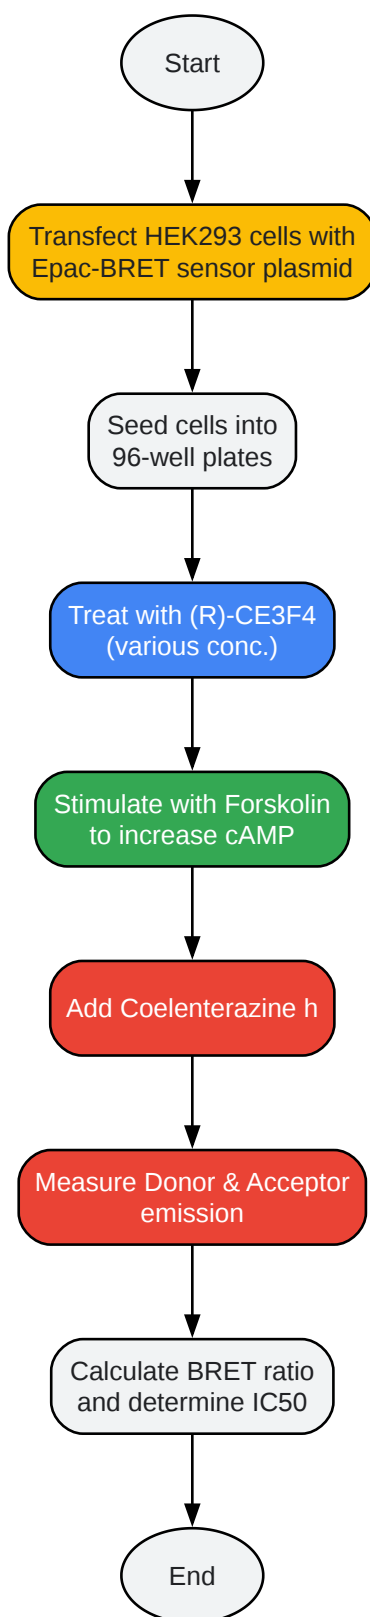 Start
Transfect HEK293 cells with
Epac-BRET sensor plasmid
Seed cells into
96-well plates
Treat with (R)-CE3F4
(various conc.)
Stimulate with Forskolin
to increase cAMP
Add Coelenterazine h
Measure Donor & Acceptor
emission
Calculate BRET ratio
and determine IC50
End